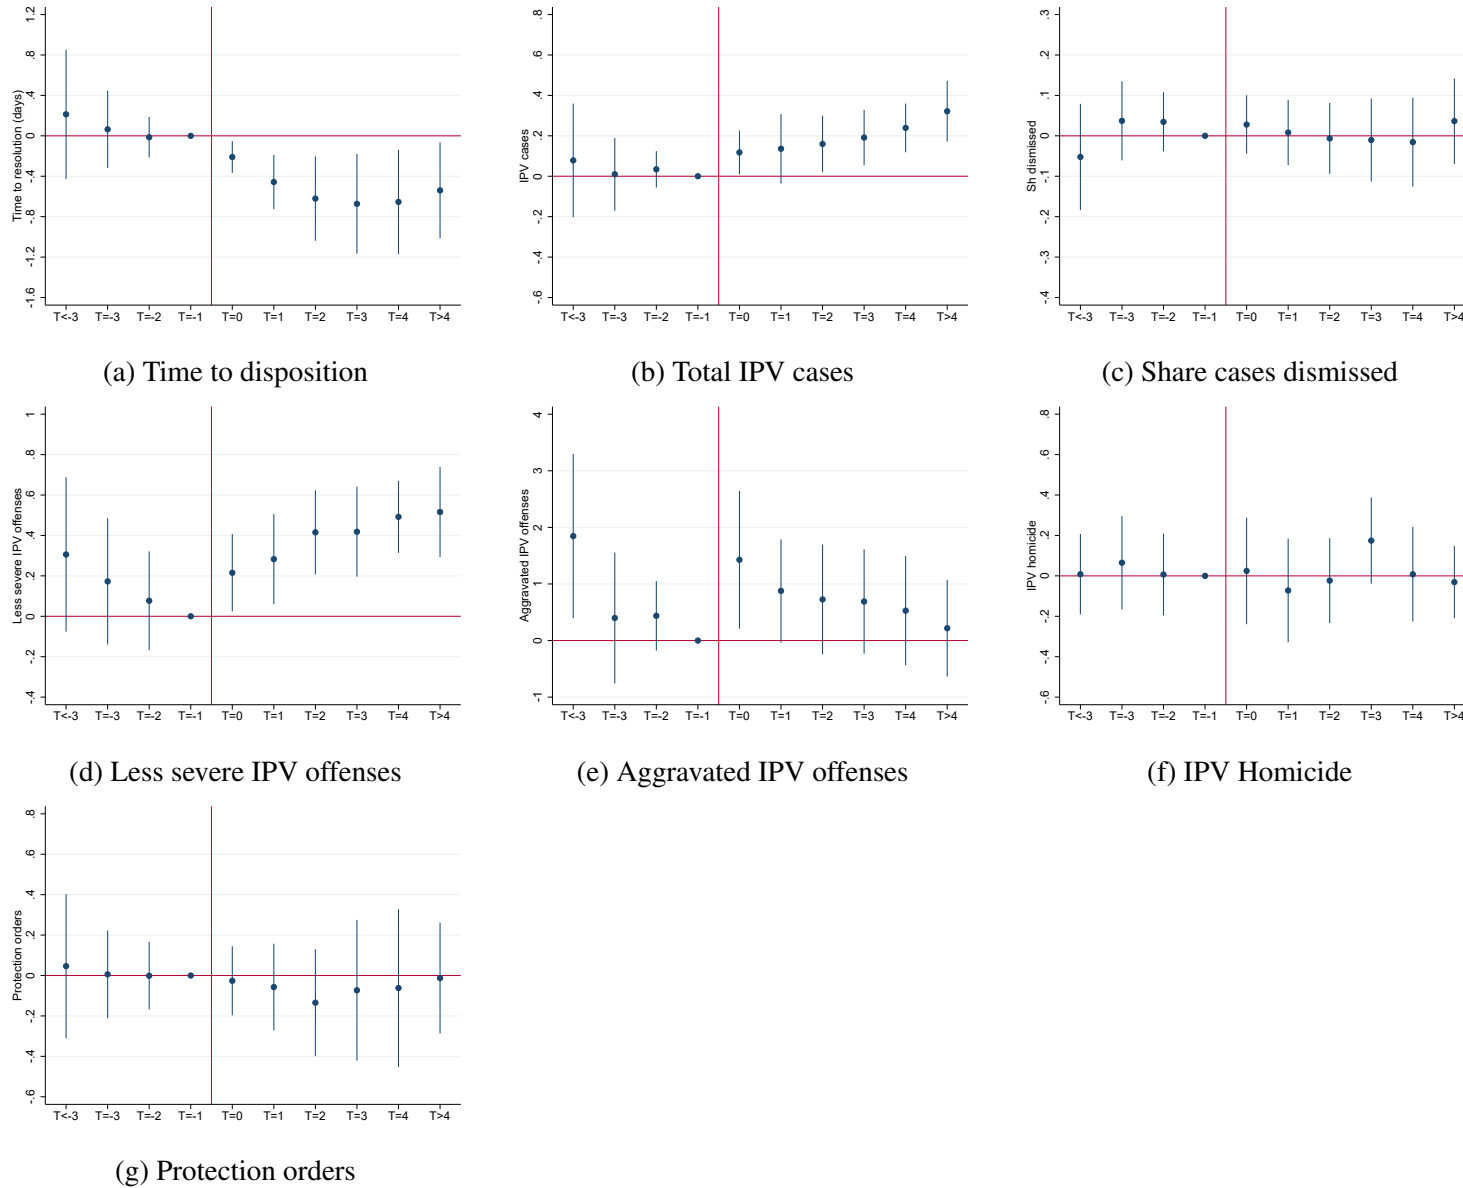 Time to resolution (days)
1.2
.8
.4
0
-.4
-.8
-1.2
-1.6
T<-3 T=-3 T=-2 T=-1 T=0 T=1 T=2 T=3 T=4 T>4
(a) Time to disposition
IPV cases
.8
.6
.4
.2
0
-.2
-.4
-.6
T<-3 T=-3 T=-2 T=-1 T=0 T=1 T=2 T=3 T=4 T>4
(b) Total IPV cases
Sh dismissed
.3
.2
.1
0
-.1
-.2
-.3
-.4
T<-3 T=-3 T=-2 T=-1 T=0 T=1 T=2 T=3 T=4 T>4
(c) Share cases dismissed
Less severe IPV offenses
1
.8
.6
.4
.2
0
-.2
-.4
T<-3 T=-3 T=-2 T=-1 T=0 T=1 T=2 T=3 T=4 T>4
(d) Less severe IPV offenses
Aggravated IPV offenses
4
3
2
1
0
-1
T<-3 T=-3 T=-2 T=-1 T=0 T=1 T=2 T=3 T=4 T>4
(e) Aggravated IPV offenses
IPV homicide
.8
.6
.4
.2
0
-.2
-.4
-.6
T<-3 T=-3 T=-2 T=-1 T=0 T=1 T=2 T=3 T=4 T>4
(f) IPV Homicide
Protection orders
.8
.6
.4
.2
0
-.2
-.4
-.6
T<-3 T=-3 T=-2 T=-1 T=0 T=1 T=2 T=3 T=4 T>4
(g) Protection orders